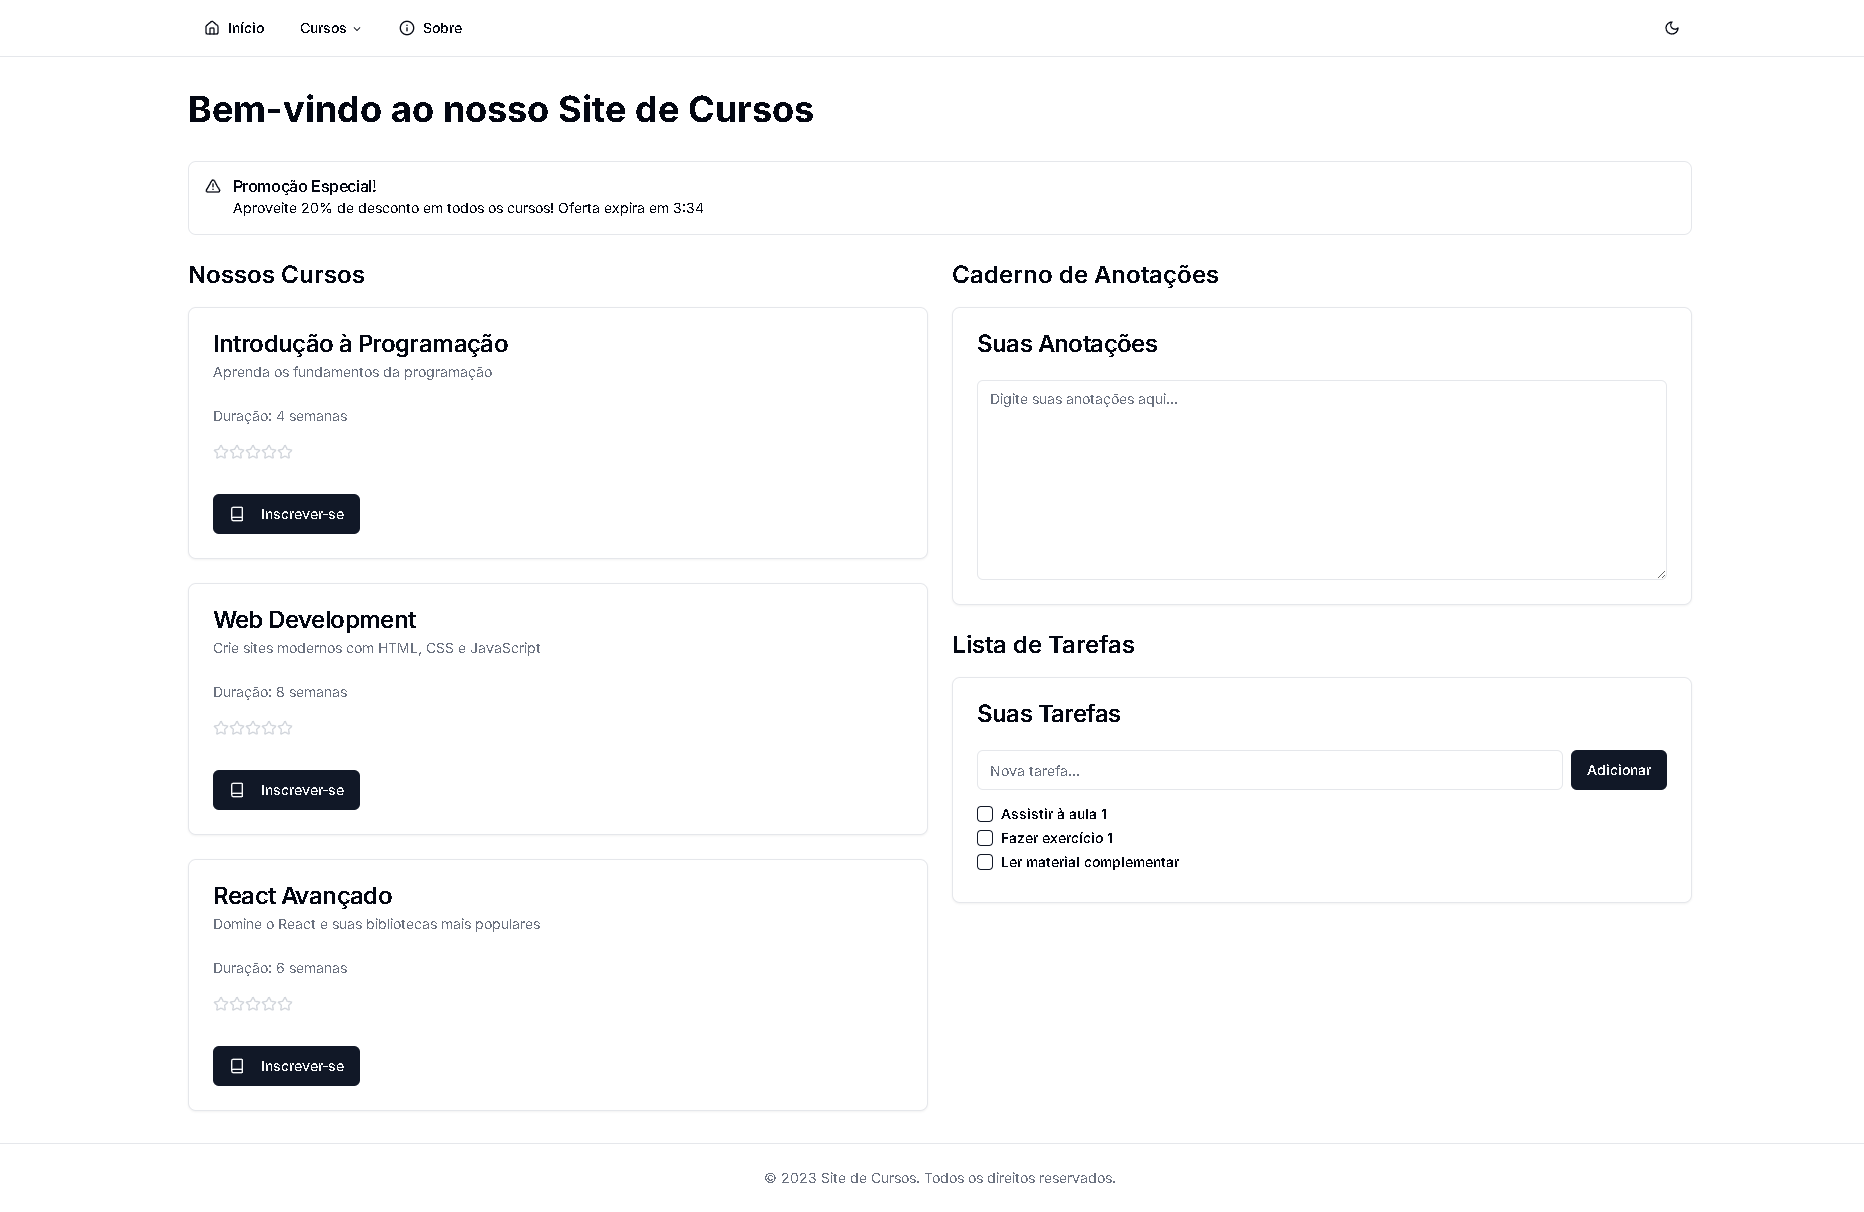 Início
Cursos
Sobre
Bem-vindo ao nosso Site de Cursos
Promoção Especial!
Aproveite 20% de desconto em todos os cursos! Oferta expira em 3:34
Nossos Cursos
Introdução à Programação
Aprenda os fundamentos da programação
Duração: 4 semanas
Inscrever-se
Web Development
Crie sites modernos com HTML, CSS e JavaScript
Duração: 8 semanas
Inscrever-se
React Avançado
Domine o React e suas bibliotecas mais populares
Duração: 6 semanas
Inscrever-se
Caderno de Anotações
Suas Anotações
Digite suas anotações aqui...
Lista de Tarefas
Suas Tarefas
Nova tarefa...
Adicionar
Assistir à aula 1
Fazer exercício 1
Ler material complementar
© 2023 Site de Cursos. Todos os direitos reservados.